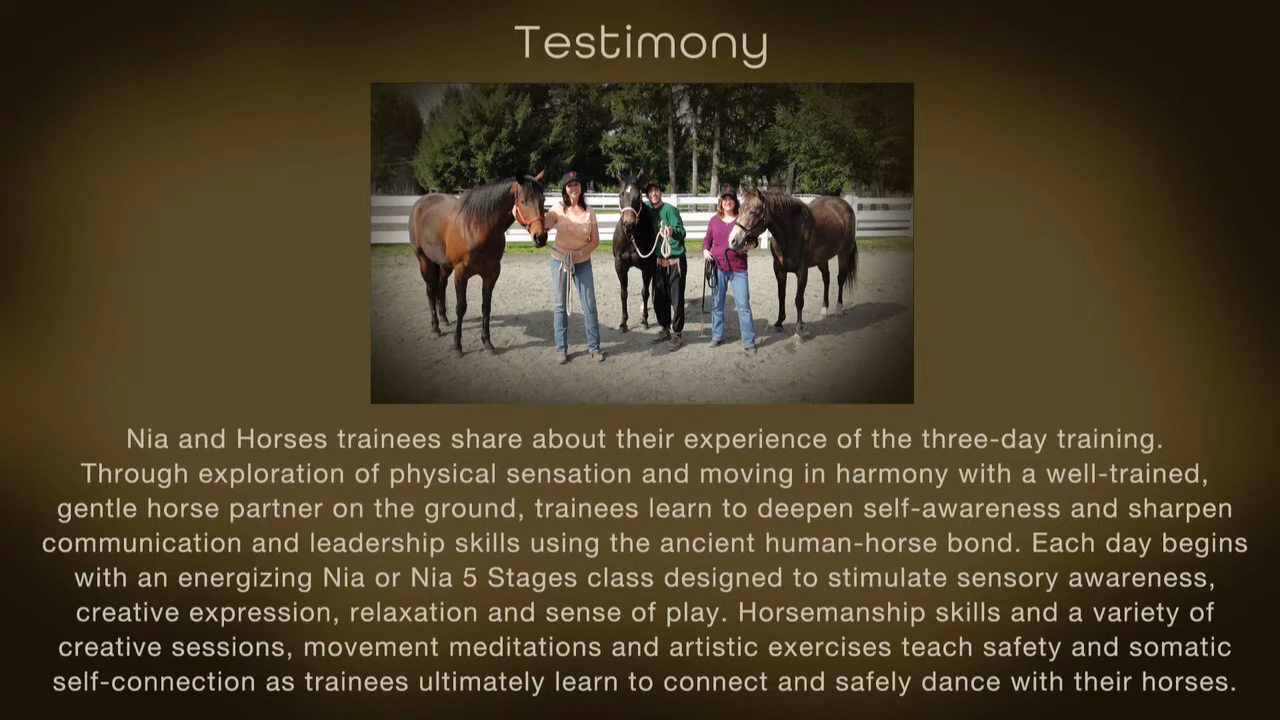 Testimony
Nia and Horses trainees share about their experience of the three-day training.
Through exploration of physical sensation and moving in harmony with a well-trained,
gentle horse partner on the ground, trainees learn to deepen self-awareness and sharpen
communication and leadership skills using the ancient human-horse bond. Each day begins
with an energizing Nia or Nia 5 Stages class designed to stimulate sensory awareness,
creative expression, relaxation and sense of play. Horsemanship skills and a variety of
creative sessions, movement meditations and artistic exercises teach safety and somatic
self-connection as trainees ultimately learn to connect and safely dance with their horses.